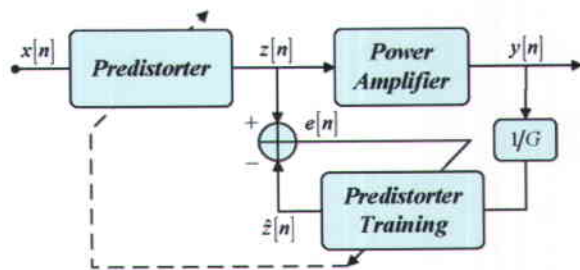 x[n]
Predistorter
z[n]
Power
Amplifier
y[n]
+
e[n]
−
1/G
ẑ[n]
Predistorter
Training